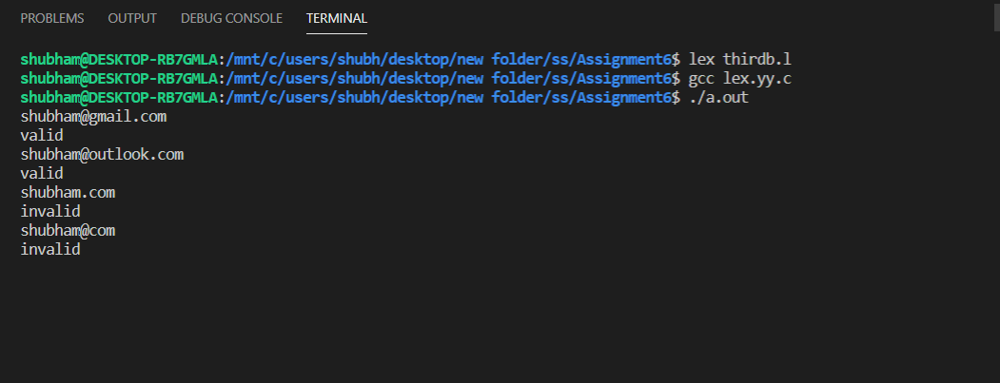 PROBLEMS OUTPUT DEBUG CONSOLE TERMINAL
shubham@DESKTOP-RB7GMLA:/mnt/c/users/shubh/desktop/new folder/ss/Assignment6$ lex thirdb.l
shubham@DESKTOP-RB7GMLA:/mnt/c/users/shubh/desktop/new folder/ss/Assignment6$ gcc lex.yy.c
shubham@DESKTOP-RB7GMLA:/mnt/c/users/shubh/desktop/new folder/ss/Assignment6$ ./a.out
shubham@gmail.com
valid
shubham@outlook.com
valid
shubham.com
invalid
shubham@com
invalid